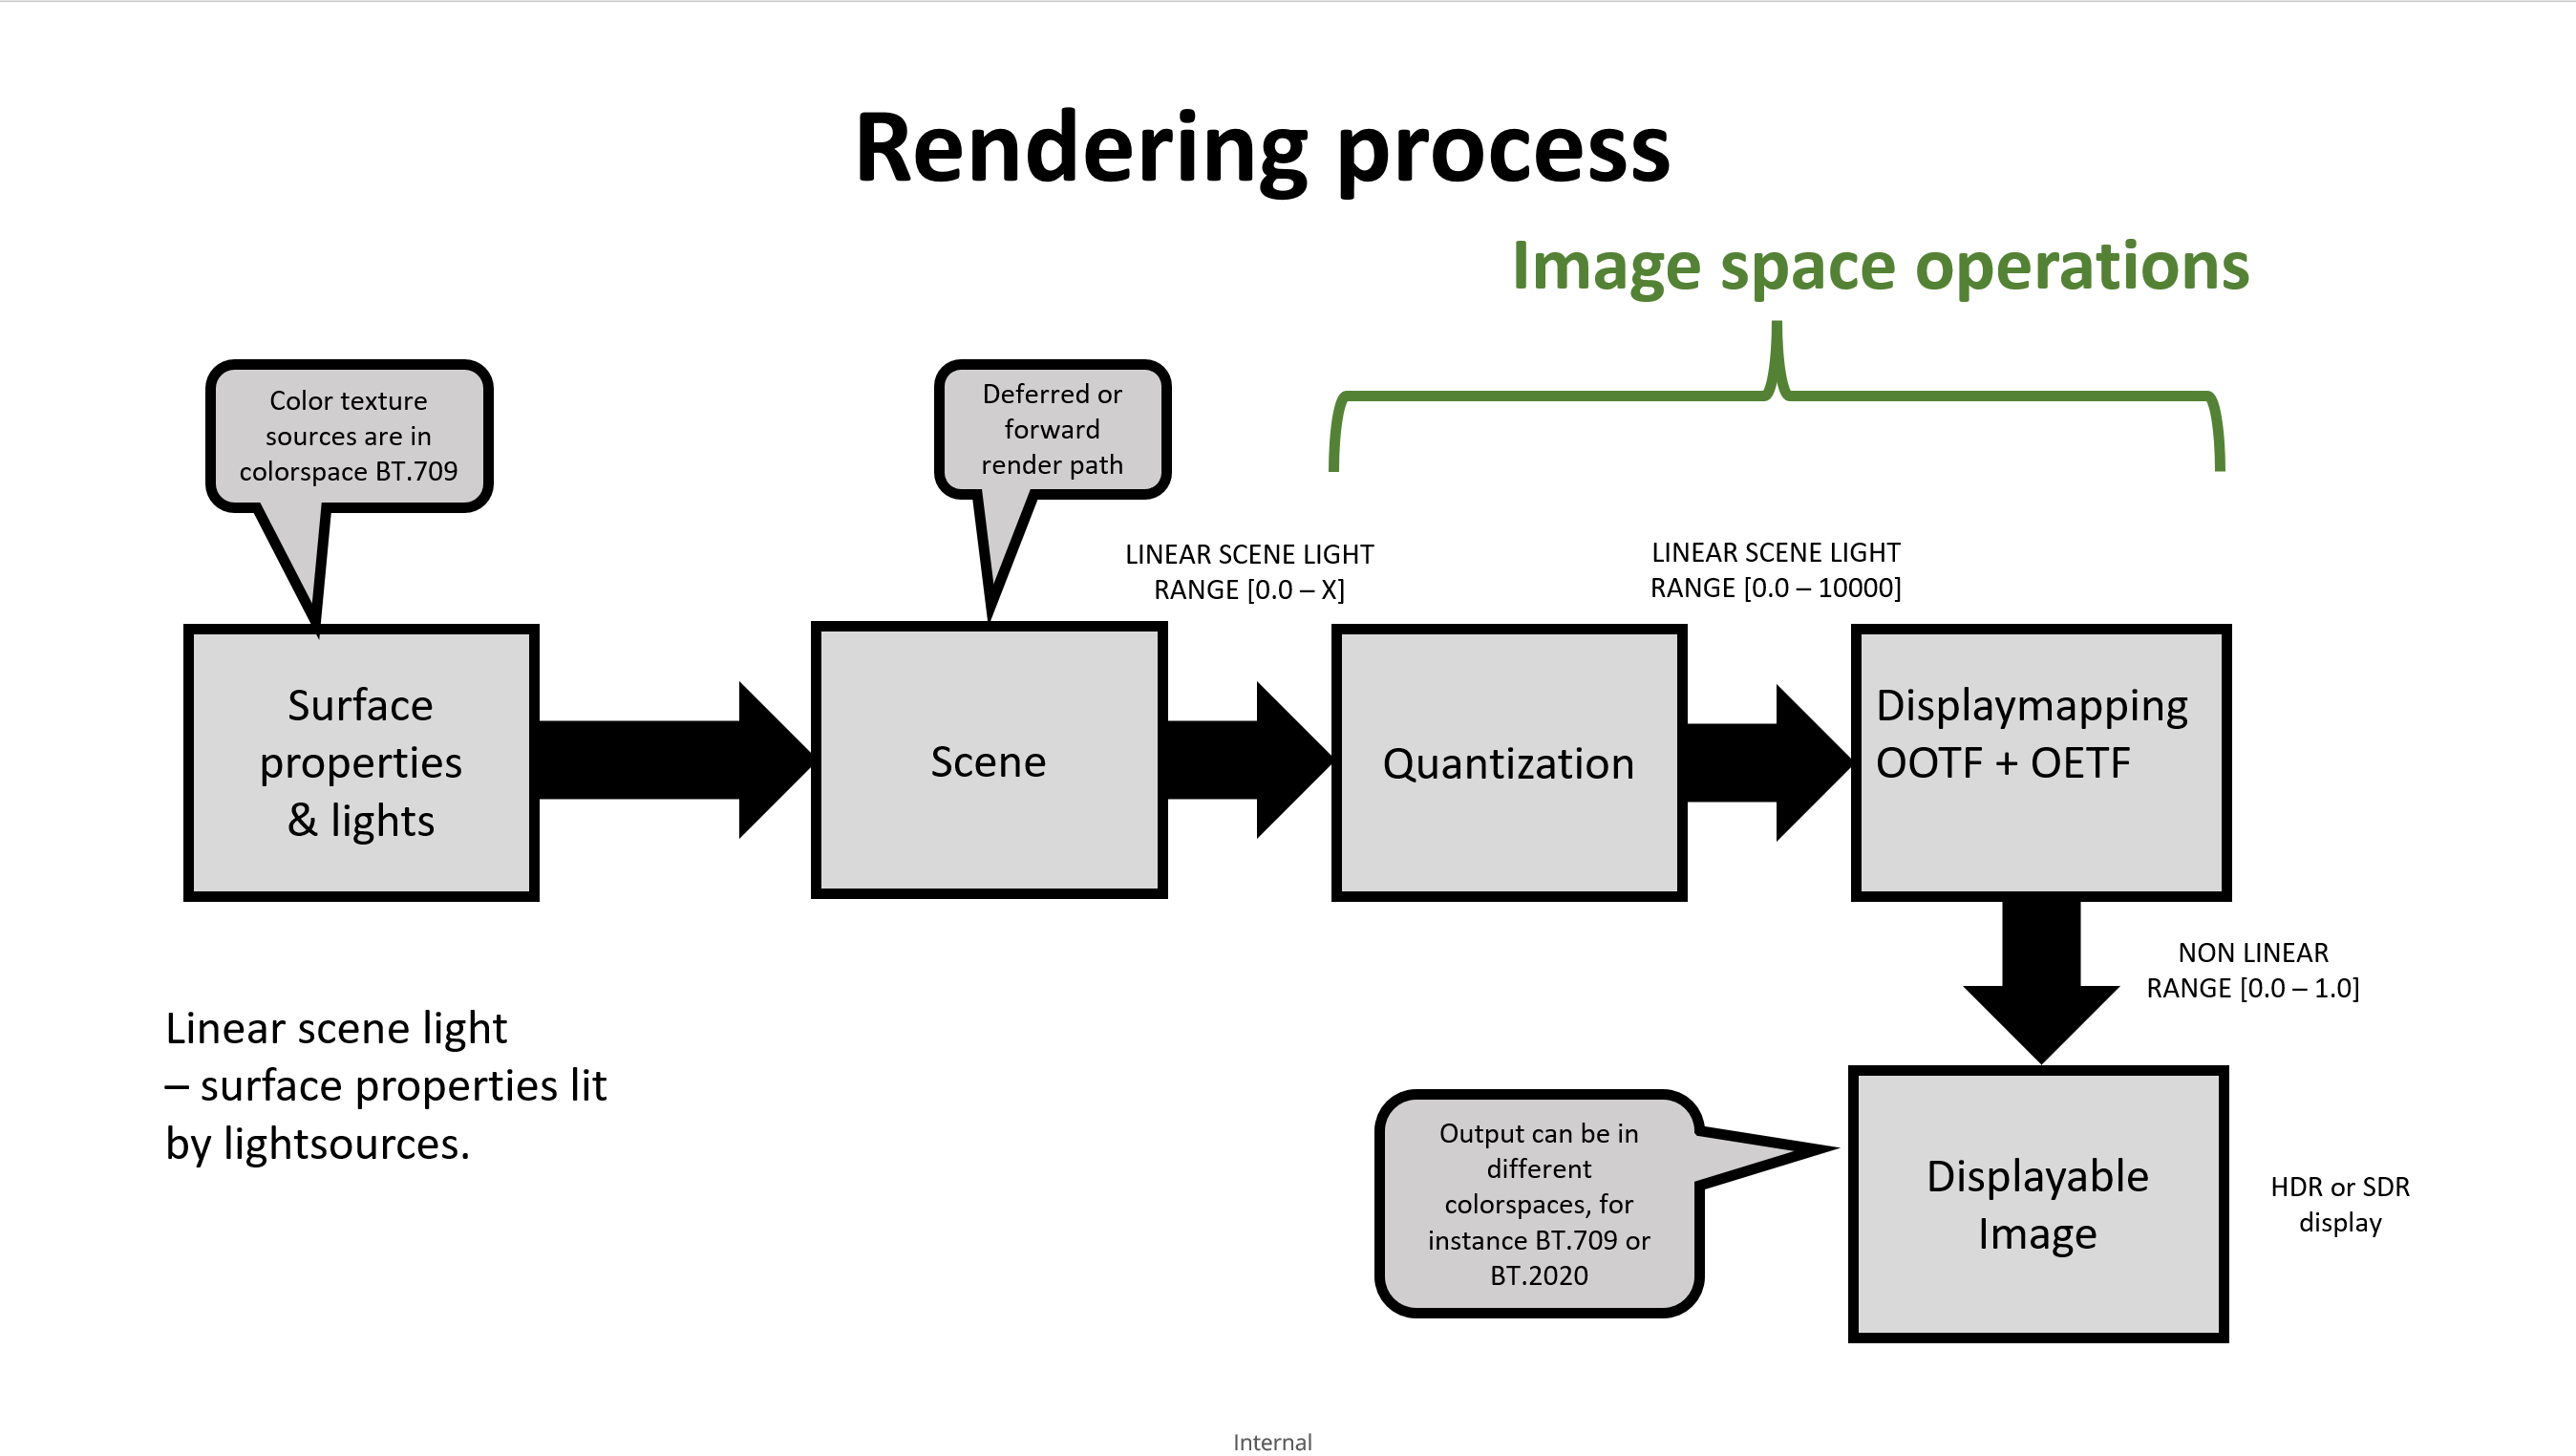 Rendering process
Image space operations
Color texture
sources are in
colorspace BT.709
Deferred or
forward
render path
LINEAR SCENE LIGHT
RANGE [0.0 – X]
LINEAR SCENE LIGHT
RANGE [0.0 – 10000]
Surface
properties
& lights
Scene
Quantization
Displaymapping
OOTF + OETF
NON LINEAR
RANGE [0.0 – 1.0]
Linear scene light
– surface properties lit
by lightsources.
Output can be in
different
colorspaces, for
instance BT.709 or
BT.2020
Displayable
Image
HDR or SDR
display
Internal